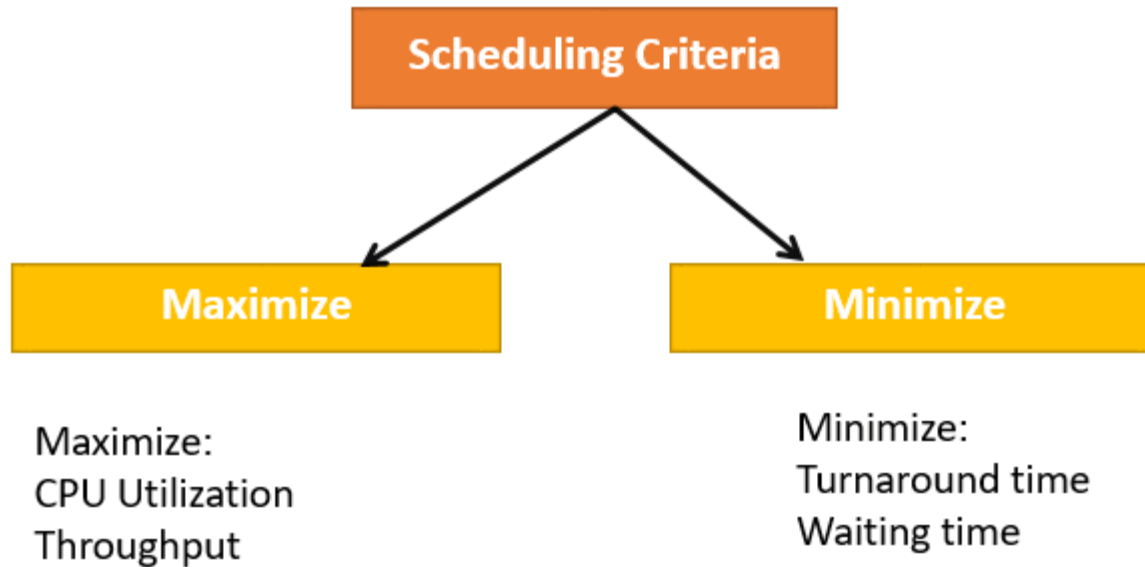 Scheduling Criteria
Maximize
Minimize
Maximize:
CPU Utilization
Throughput
Minimize:
Turnaround time
Waiting time